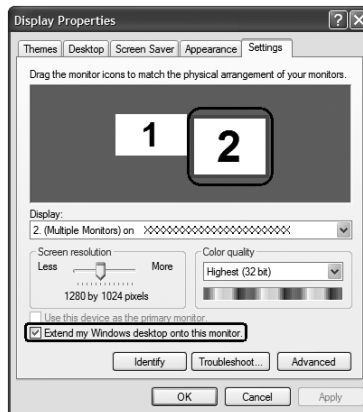 Display Properties
Themes Desktop Screen Saver Appearance Settings
Drag the monitor icons to match the physical arrangement of your monitors.
1 2
Display:
2. (Multiple Monitors) on XXXXXXXXXXXXXXXXXXXXXX
Screen resolution
Less More
1280 by 1024 pixels
Color quality
Highest (32 bit)
Use this device as the primary monitor.
Extend my Windows desktop onto this monitor.
Identify Troubleshoot... Advanced
OK Cancel Apply